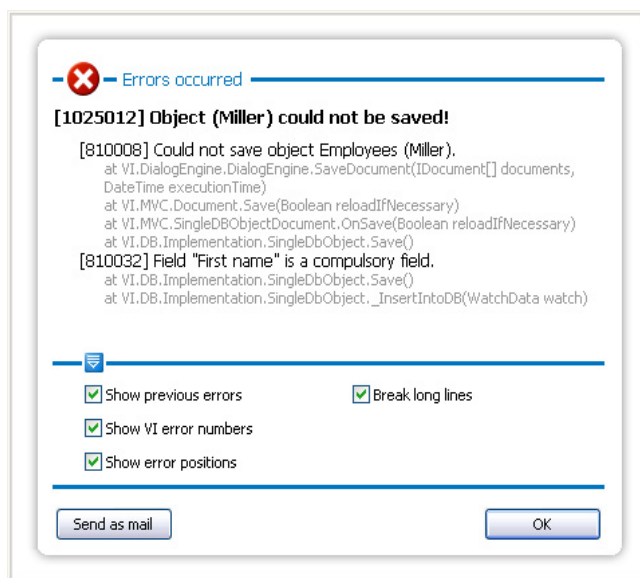 Errors occurred
[1025012] Object (Miller) could not be saved!
[810008] Could not save object Employees (Miller).
at VI.DialogEngine.DialogEngine.SaveDocument(IDocument[] documents,
DateTime executionTime)
at VI.MVC.Document.Save(Boolean reloadIfNecessary)
at VI.MVC.SingleDBObjectDocument.OnSave(Boolean reloadIfNecessary)
at VI.DB.Implementation.SingleDbObject.Save()
[810032] Field "First name" is a compulsory field.
at VI.DB.Implementation.SingleDbObject.Save()
at VI.DB.Implementation.SingleDbObject._InsertIntoDB(WatchData watch)
Show previous errors
Break long lines
Show VI error numbers
Show error positions
Send as mail
OK